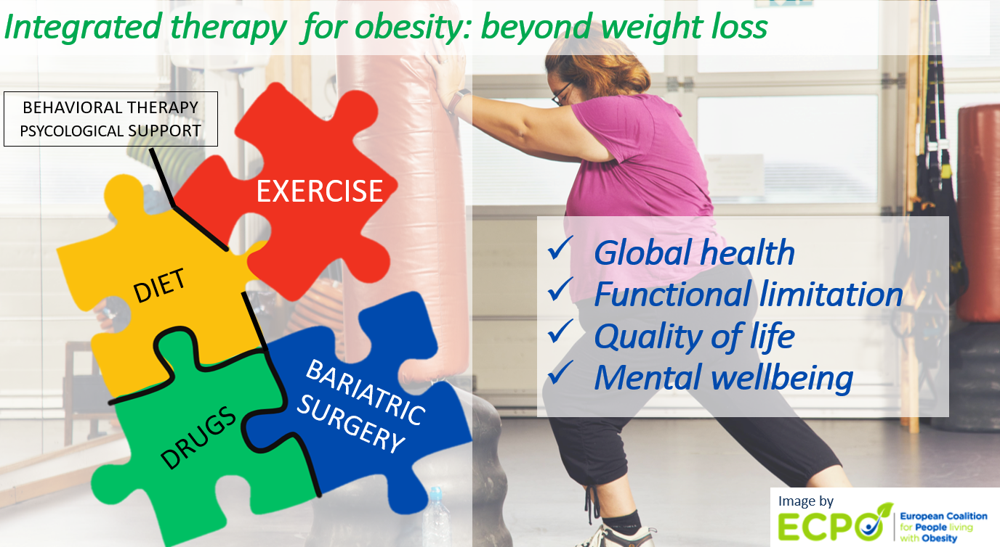 Integrated therapy for obesity: beyond weight loss
BEHAVIORAL THERAPY
PSYCOLOGICAL SUPPORT
EXERCISE
DIET
BARIATRIC
SURGERY
DRUGS
✓ Global health
✓ Functional limitation
✓ Quality of life
✓ Mental wellbeing
Image by
ECPO
European Coalition
for People living
with Obesity